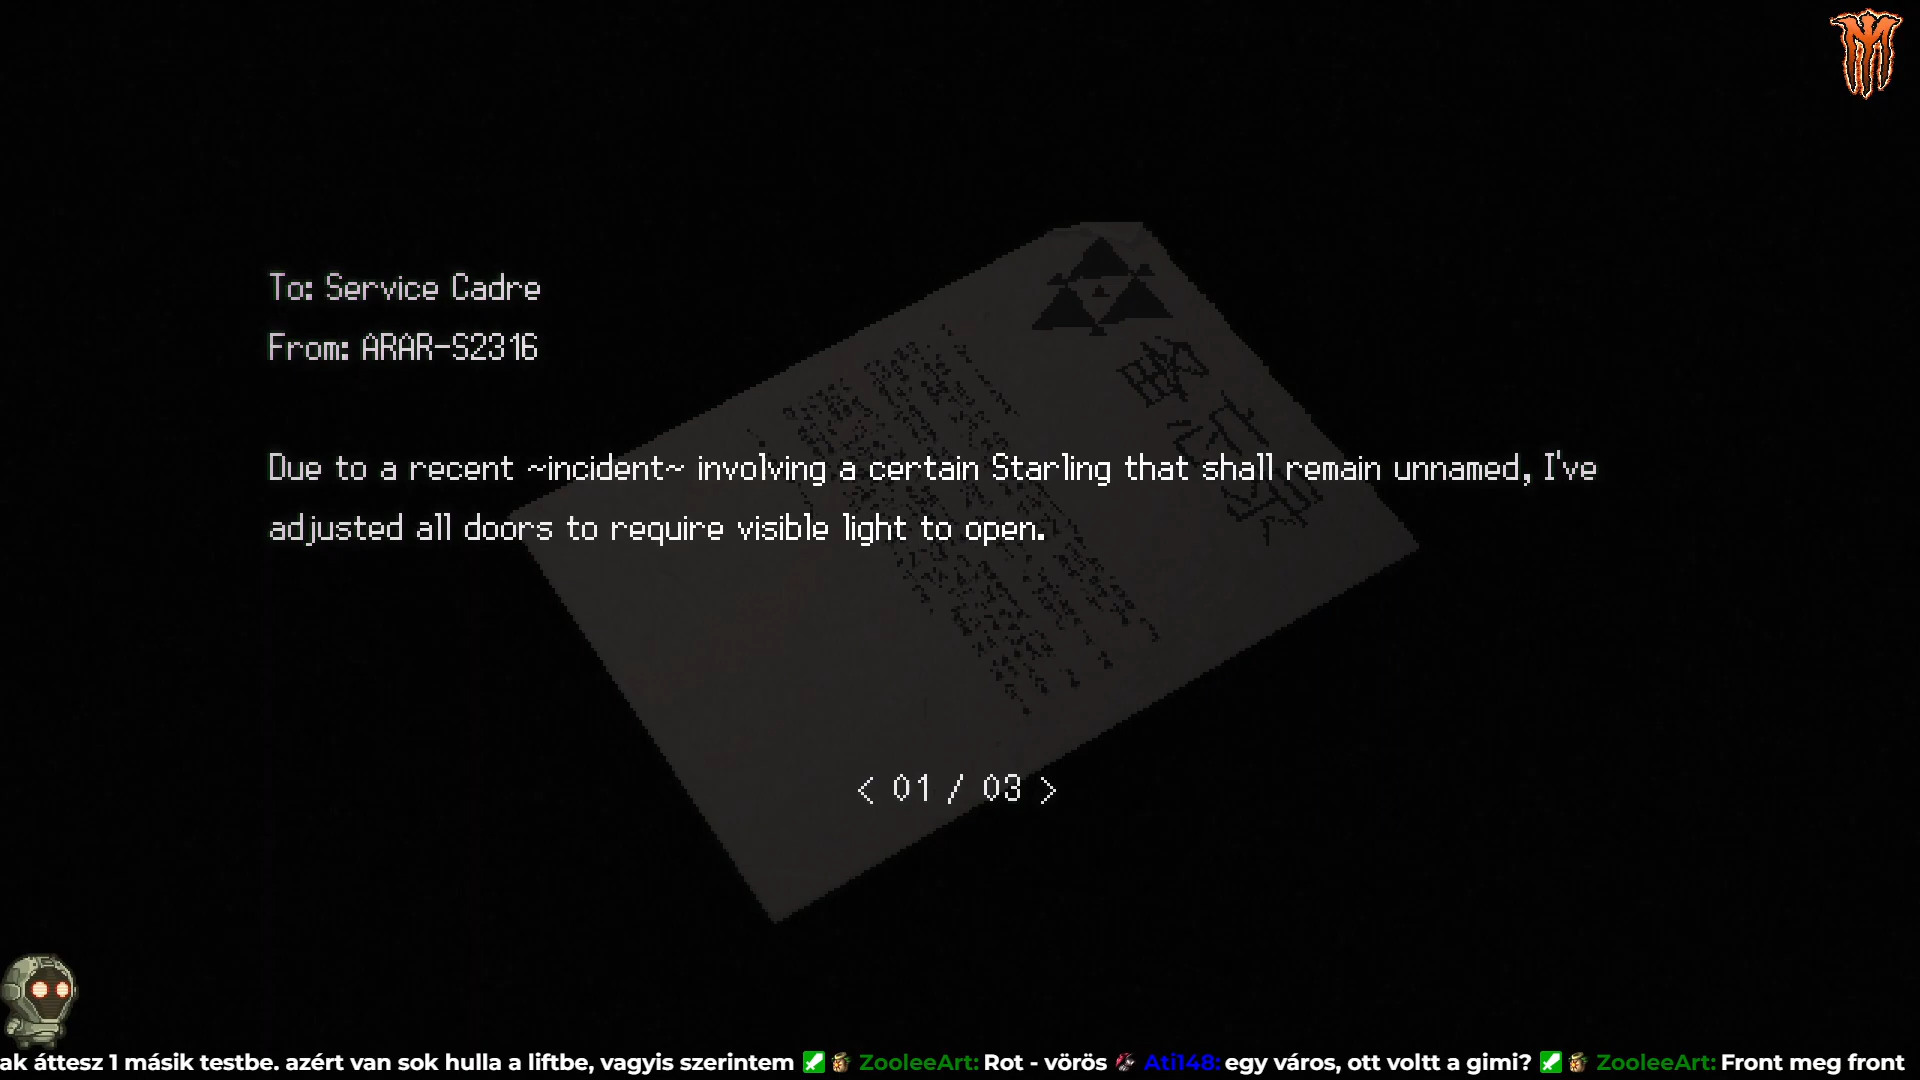 To: Service Cadre
From: ARAR-S2316
Due to a recent ~incident~ involving a certain Starling that shall remain unnamed, I've
adjusted all doors to require visible light to open.
< 01 / 03 >
ak áttesz 1 másik testbe. azért van sok hulla a liftbe, vagyis szerintem ZooleeArt: Rot - vörös Ati148: egy város, ott voltt a gimi? ZooleeArt: Front meg front